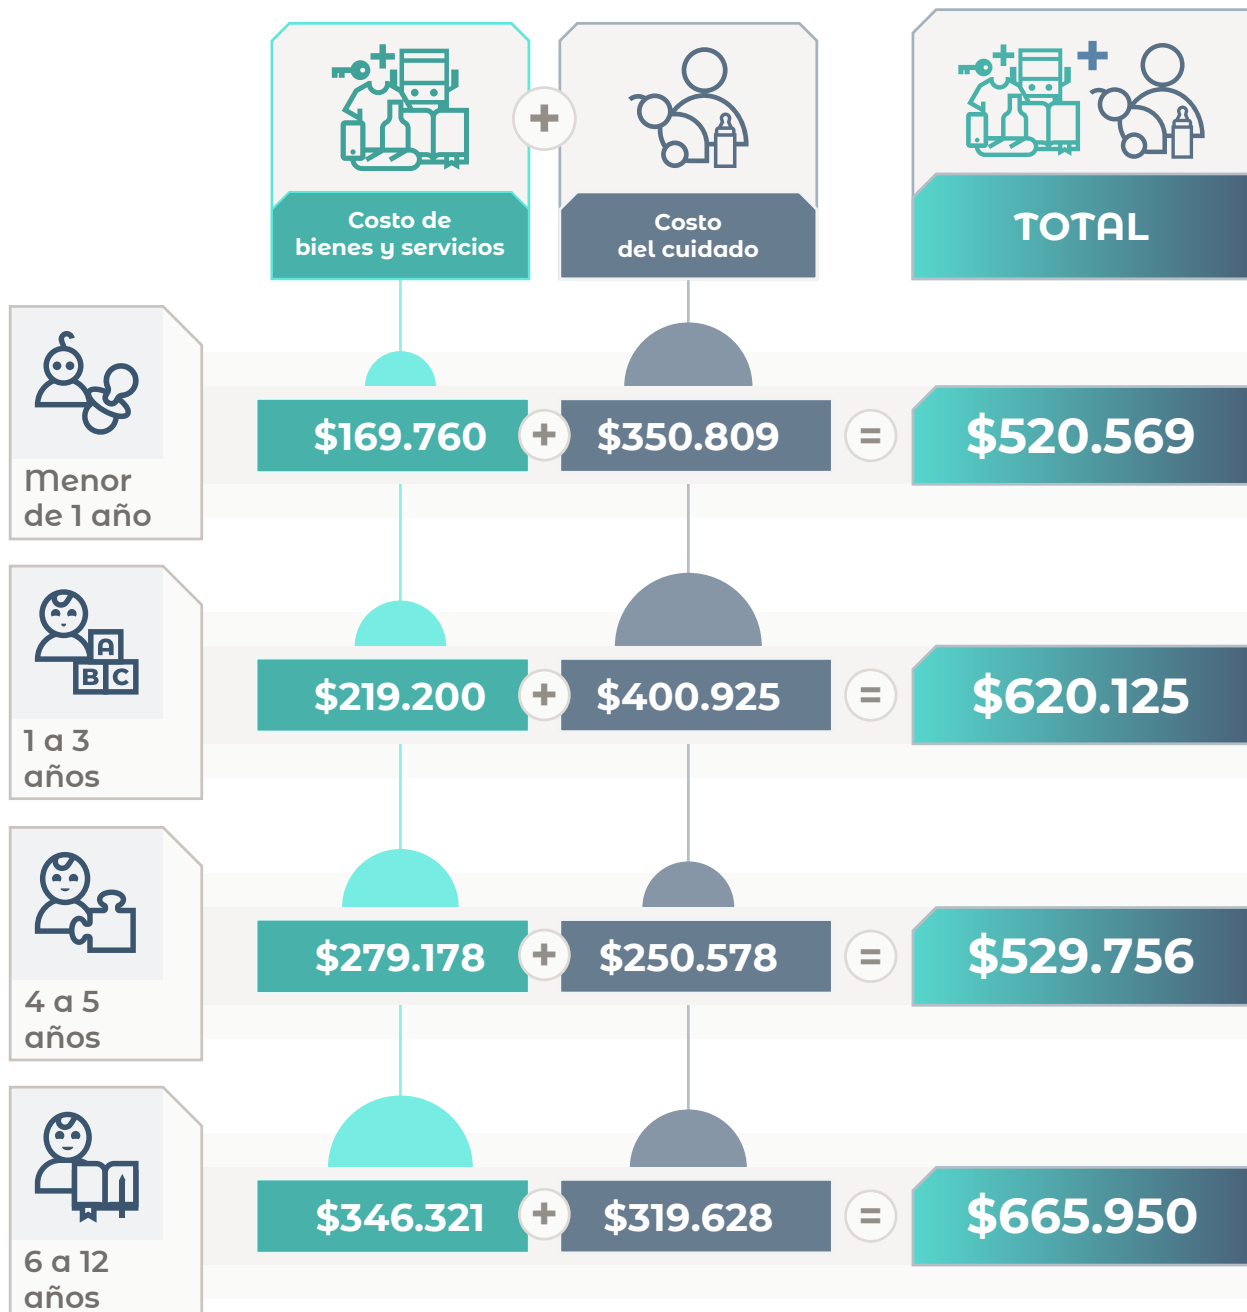 Costo de
bienes y servicios
+
Costo
del cuidado
+
TOTAL
Menor
de 1 año
$169.760 + $350.809 = $520.569
A
B C
1 a 3
años
$219.200 + $400.925 = $620.125
4 a 5
años
$279.178 + $250.578 = $529.756
6 a 12
años
$346.321 + $319.628 = $665.950